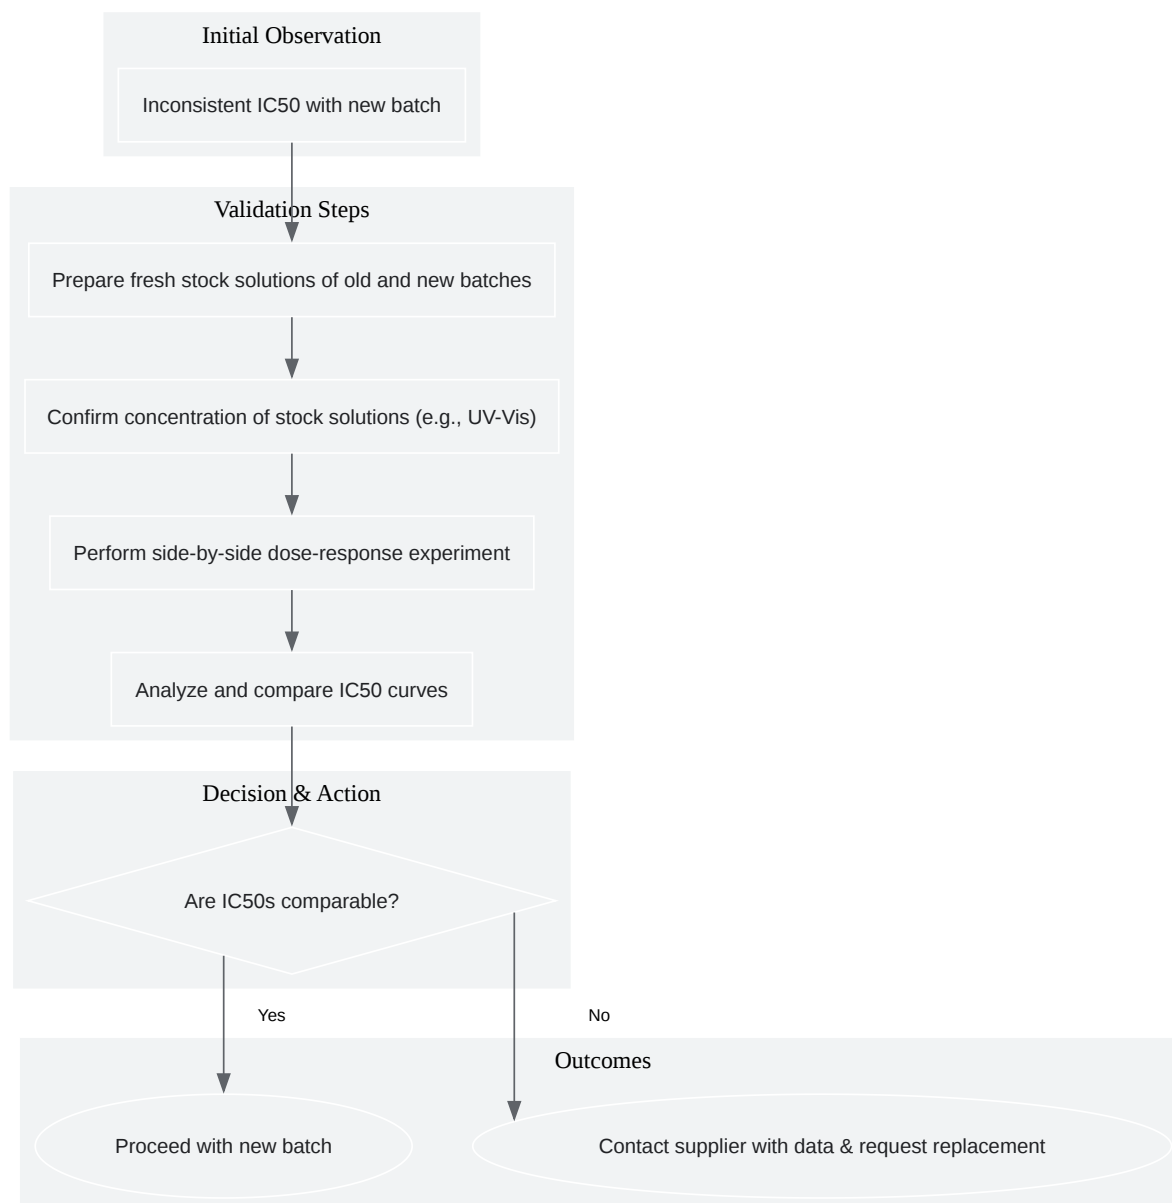 Initial Observation
Inconsistent IC50 with new batch
Validation Steps
Prepare fresh stock solutions of old and new batches
Confirm concentration of stock solutions (e.g., UV-Vis)
Perform side-by-side dose-response experiment
Analyze and compare IC50 curves
Decision & Action
Are IC50s comparable?
Yes
No
Outcomes
Proceed with new batch
Contact supplier with data & request replacement